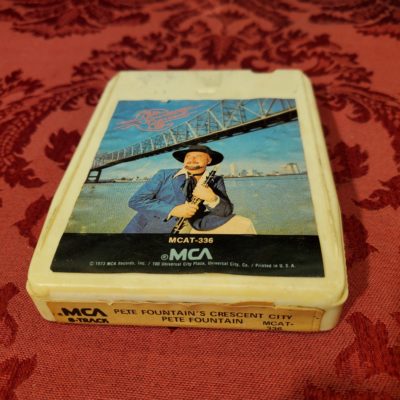 MCAT-336
MCA
© 1973 MCA Records, Inc. / 100 Universal City Plaza, Universal City, Ca. / Printed in U. S. A.
MCA PETE FOUNTAIN'S CRESCENT CITY
8-TRACK PETE FOUNTAIN MCAT-
336